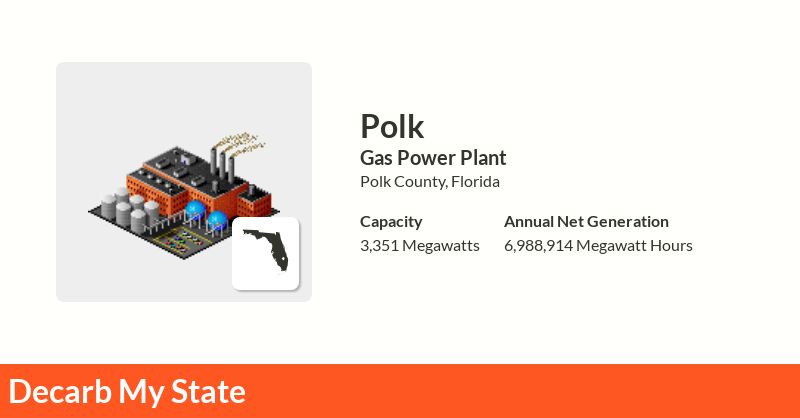 Polk
Gas Power Plant
Polk County, Florida
Capacity
Annual Net Generation
3,351 Megawatts
6,988,914 Megawatt Hours
Decarb My State